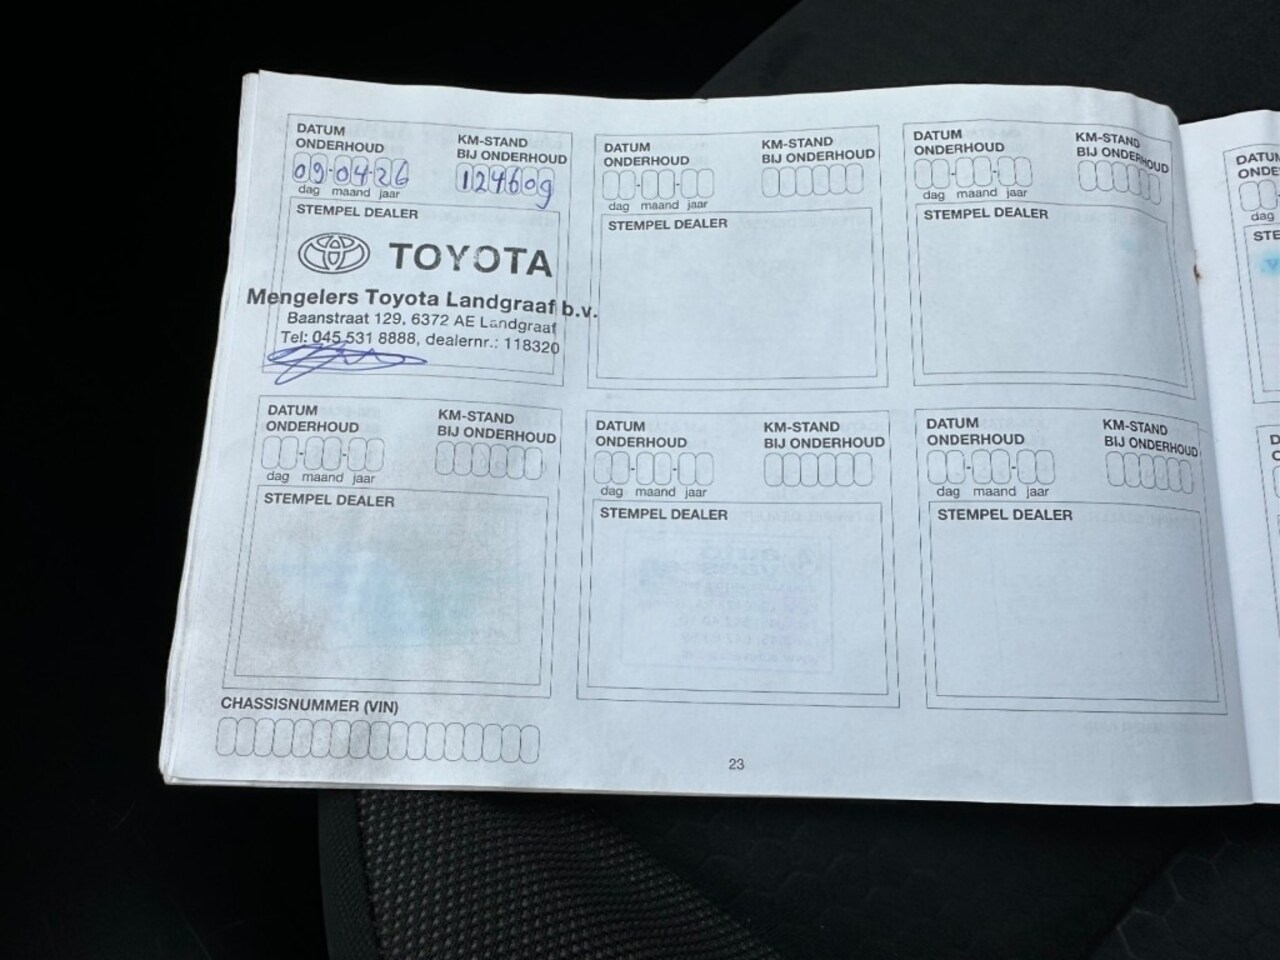 DATUM
ONDERHOUD
KM-STAND
BIJ ONDERHOUD
09-04-26
124609
dag maand jaar
STEMPEL DEALER
TOYOTA
Mengelers Toyota Landgraaf b.v.
Baanstraat 129, 6372 AE Landgraaf
Tel: 045 531 8888, dealernr.: 118320
DATUM
ONDERHOUD
KM-STAND
BIJ ONDERHOUD
dag maand jaar
STEMPEL DEALER
DATUM
ONDERHOUD
KM-STAND
BIJ ONDERHOUD
dag maand jaar
STEMPEL DEALER
DATUM
ONDERHOUD
KM-STAND
BIJ ONDERHOUD
dag maand jaar
STEMPEL DEALER
DATUM
ONDERHOUD
KM-STAND
BIJ ONDERHOUD
dag maand jaar
STEMPEL DEALER
DATUM
ONDERHOUD
KM-STAND
BIJ ONDERHOUD
dag maand jaar
STEMPEL DEALER
CHASSISNUMMER (VIN)
23
dag